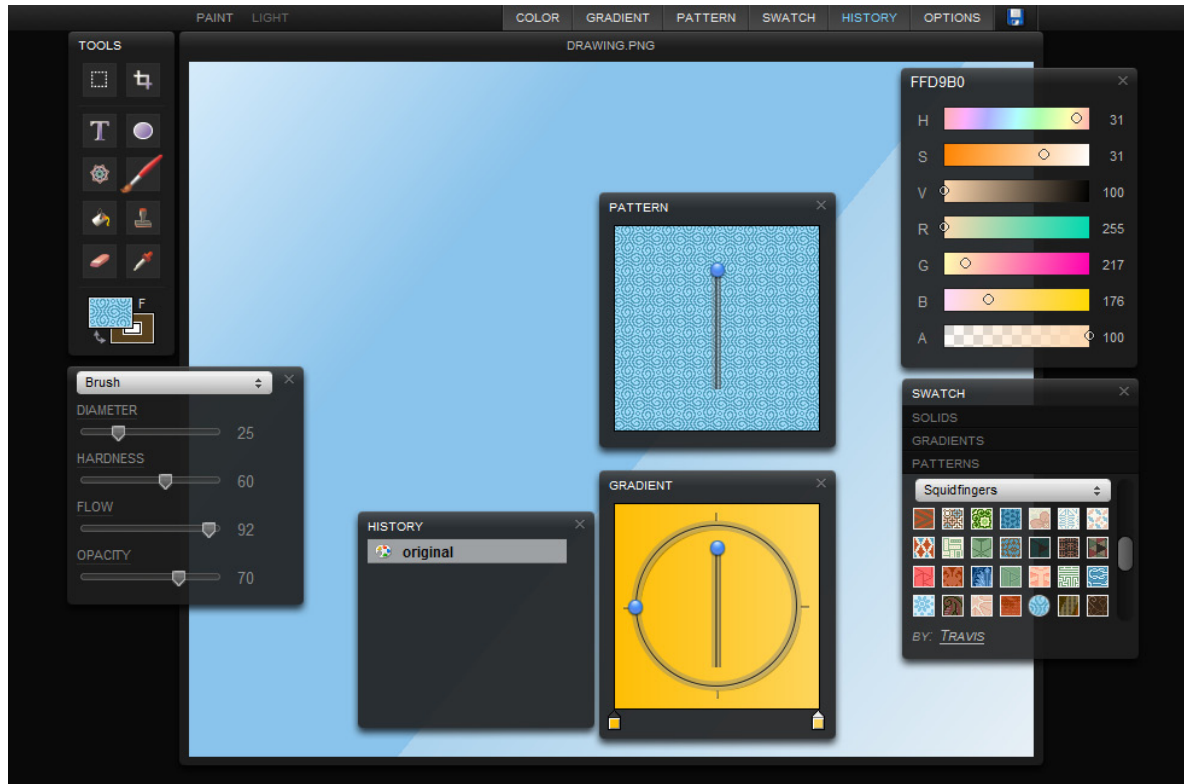 PAINT LIGHT COLOR GRADIENT PATTERN SWATCH HISTORY OPTIONS
TOOLS
DRAWING.PNG
T
F
Brush
DIAMETER
25
HARDNESS
60
FLOW
92
OPACITY
70
HISTORY
original
PATTERN
GRADIENT
FFD9B0
H 31
S 31
V 100
R 255
G 217
B 176
A 100
SWATCH
SOLIDS
GRADIENTS
PATTERNS
Squidfingers
BY: TRAVIS